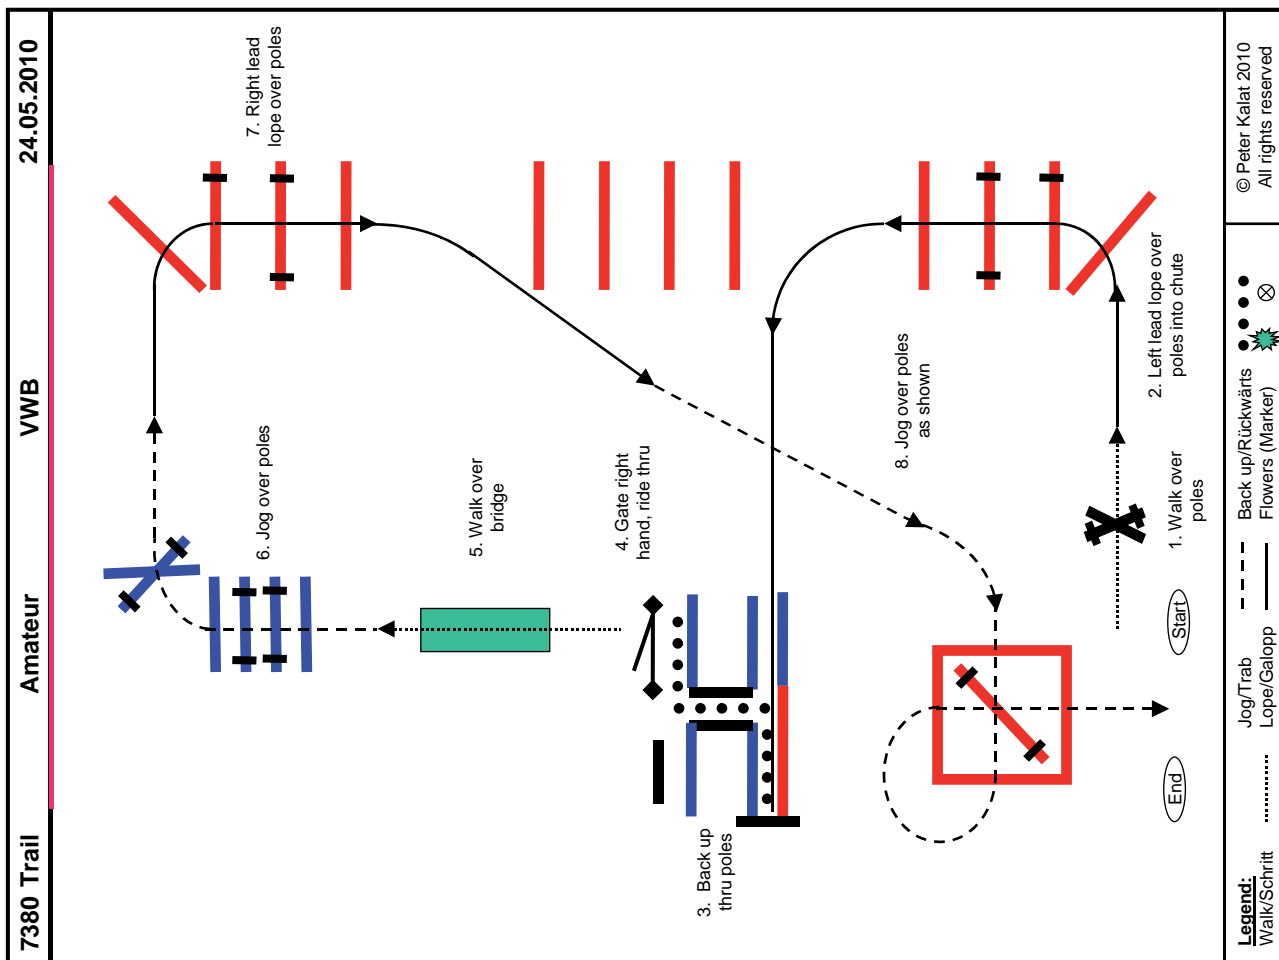 7380 Trail Amateur VWB 24.05.2010
7. Right lead
lope over poles
6. Jog over poles
5. Walk over
bridge
4. Gate right
hand, ride thru
3. Back up
thru poles
8. Jog over poles
as shown
2. Left lead lope over
poles into chute
1. Walk over
poles
Start
End
Legend:
Walk/Schritt
Jog/Trab
Lope/Galopp
Back up/Rückwärts
Flowers (Marker)
© Peter Kalat 2010
All rights reserved